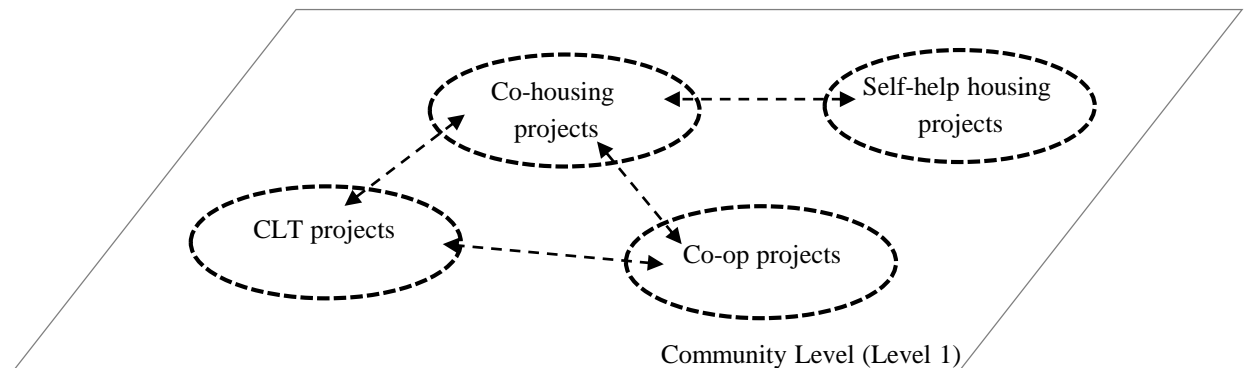 Co-housing
projects
Self-help housing
projects
CLT projects
Co-op projects
Community Level (Level 1)